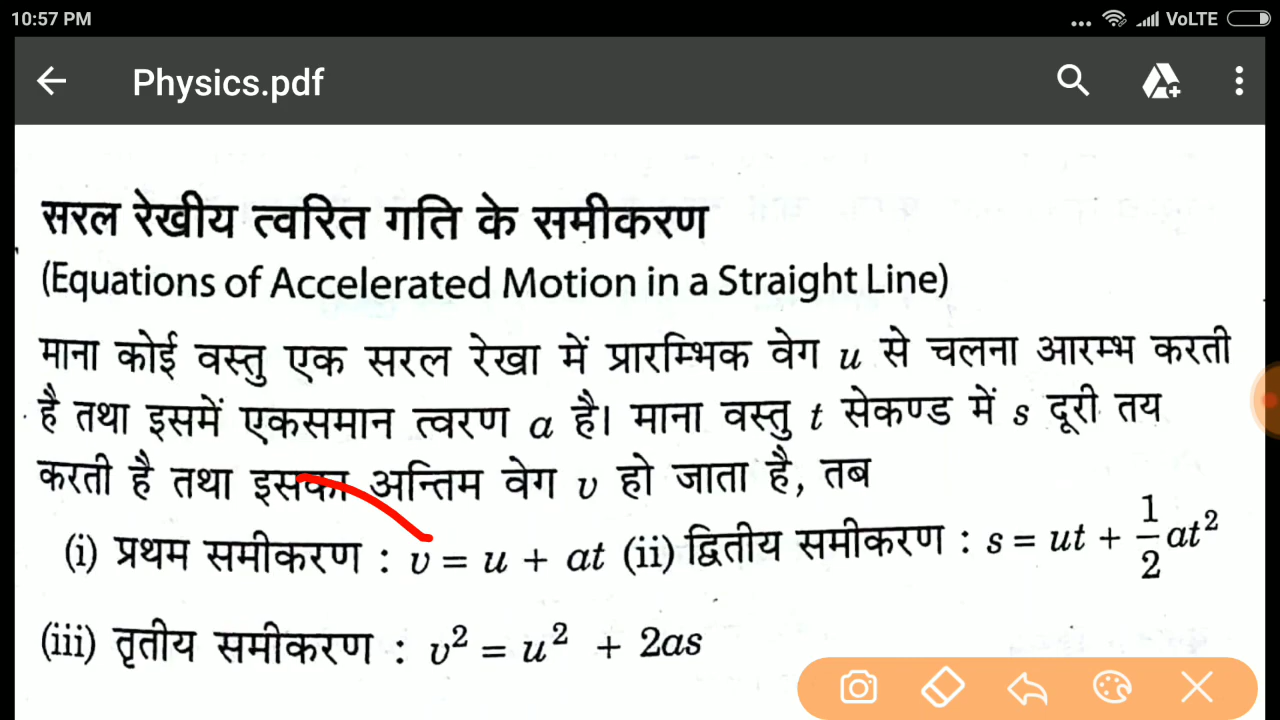 10:57 PM
... VoLTE
Physics.pdf
सरल रेखीय त्वरित गति के समीकरण
(Equations of Accelerated Motion in a Straight Line)
माना कोई वस्तु एक सरल रेखा में प्रारम्भिक वेग u से चलना आरम्भ करती
है तथा इसमें एकसमान त्वरण a है। माना वस्तु t सेकण्ड में s दूरी तय
करती है तथा इसका अन्तिम वेग v हो जाता है, तब
(i) प्रथम समीकरण : v = u + at (ii) द्वितीय समीकरण : s = ut + 1/2 at²
(iii) तृतीय समीकरण : v² = u² + 2as